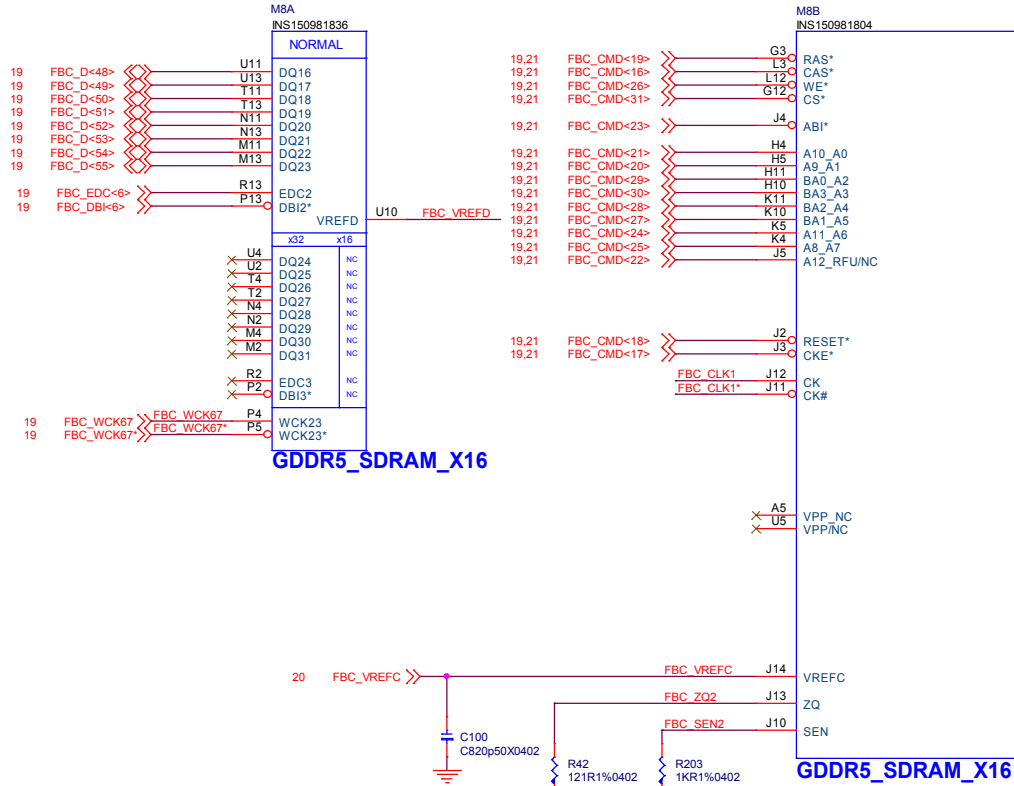 M8A
INS150981836
NORMAL
19 FBC_D<48> U11 DQ16
19 FBC_D<49> U13 DQ17
19 FBC_D<50> T11 DQ18
19 FBC_D<51> T13 DQ19
19 FBC_D<52> N11 DQ20
19 FBC_D<53> N13 DQ21
19 FBC_D<54> M11 DQ22
19 FBC_D<55> M13 DQ23
19 FBC_EDC<6> R13 EDC2
19 FBC_DBI<6> P13 DBI2*
VREFD U10 FBC_VREFD
x32 x16
U4 DQ24 NC
U2 DQ25 NC
T4 DQ26 NC
T2 DQ27 NC
N4 DQ28 NC
N2 DQ29 NC
M4 DQ30 NC
M2 DQ31 NC
R2 EDC3 NC
P2 DBI3* NC
19 FBC_WCK67 FBC_WCK67 P4 WCK23
19 FBC_WCK67* FBC_WCK67* P5 WCK23*
GDDR5_SDRAM_X16
M8B
INS150981804
19,21 FBC_CMD<19> G3 RAS*
19,21 FBC_CMD<16> L3 CAS*
19,21 FBC_CMD<26> L12 WE*
19,21 FBC_CMD<31> G12 CS*
19,21 FBC_CMD<23> J4 ABI*
19,21 FBC_CMD<21> H4 A10_A0
19,21 FBC_CMD<20> H5 A9_A1
19,21 FBC_CMD<29> H11 BA0_A2
19,21 FBC_CMD<30> H10 BA3_A3
19,21 FBC_CMD<28> K11 BA2_A4
19,21 FBC_CMD<27> K10 BA1_A5
19,21 FBC_CMD<24> K5 A11_A6
19,21 FBC_CMD<25> K4 A8_A7
19,21 FBC_CMD<22> J5 A12_RFU/NC
19,21 FBC_CMD<18> J2 RESET*
19,21 FBC_CMD<17> J3 CKE*
FBC_CLK1 J12 CK
FBC_CLK1* J11 CK#
A5 VPP_NC
U5 VPP/NC
20 FBC_VREFC FBC_VREFC J14 VREFC
FBC_ZQ2 J13 ZQ
FBC_SEN2 J10 SEN
C100
C820p50X0402
R42
121R1%0402
R203
1KR1%0402
GDDR5_SDRAM_X16